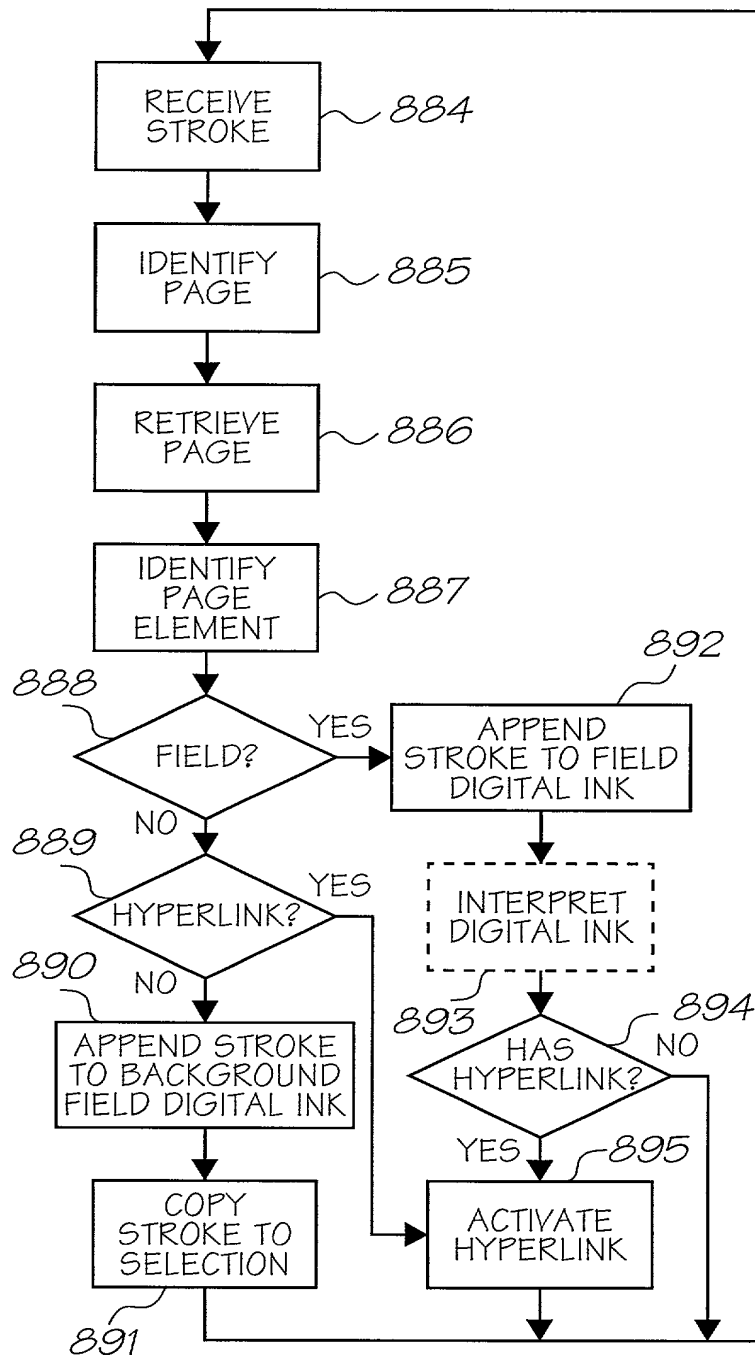 RECEIVE
STROKE
884
IDENTIFY
PAGE
885
RETRIEVE
PAGE
886
IDENTIFY
PAGE
ELEMENT
887
888
FIELD?
YES
NO
892
APPEND
STROKE TO FIELD
DIGITAL INK
889
HYPERLINK?
YES
NO
INTERPRET
DIGITAL INK
893
890
APPEND STROKE
TO BACKGROUND
FIELD DIGITAL INK
894
HAS
HYPERLINK?
NO
YES
895
COPY
STROKE TO
SELECTION
891
ACTIVATE
HYPERLINK